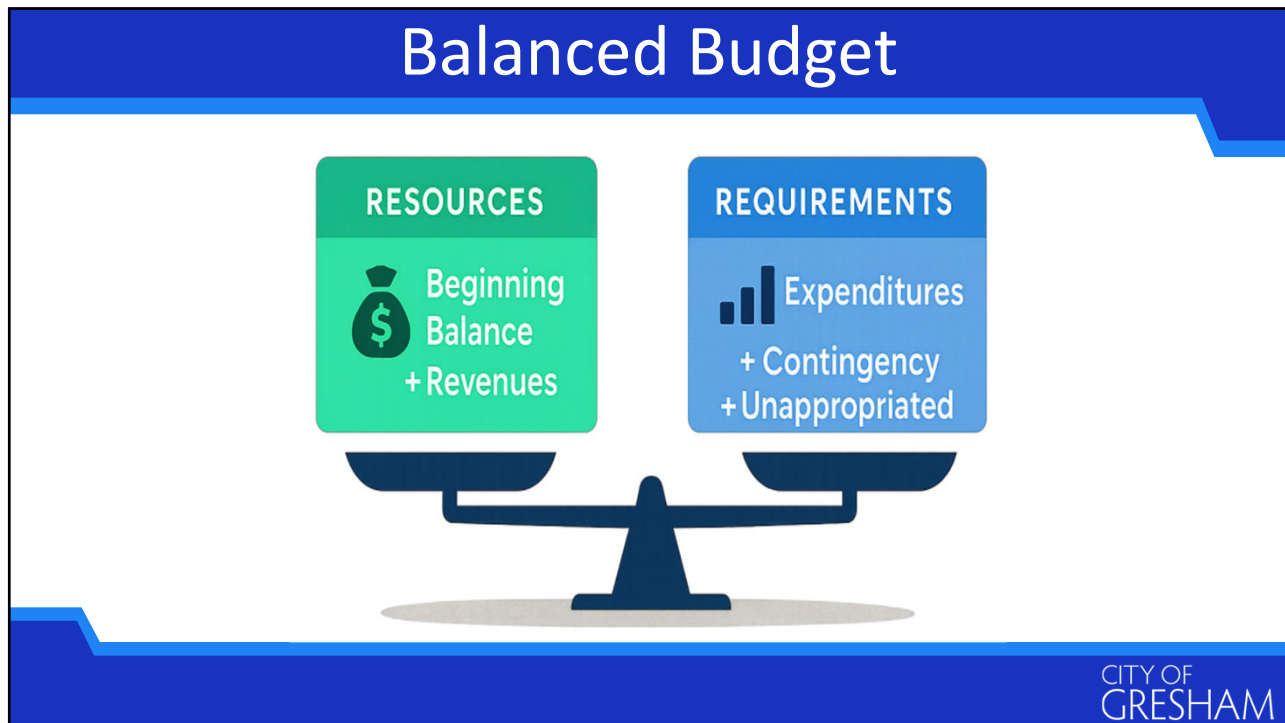 Balanced Budget
RESOURCES
$
Beginning
Balance
+ Revenues
REQUIREMENTS
Expenditures
+ Contingency
+ Unappropriated
CITY OF
GRESHAM